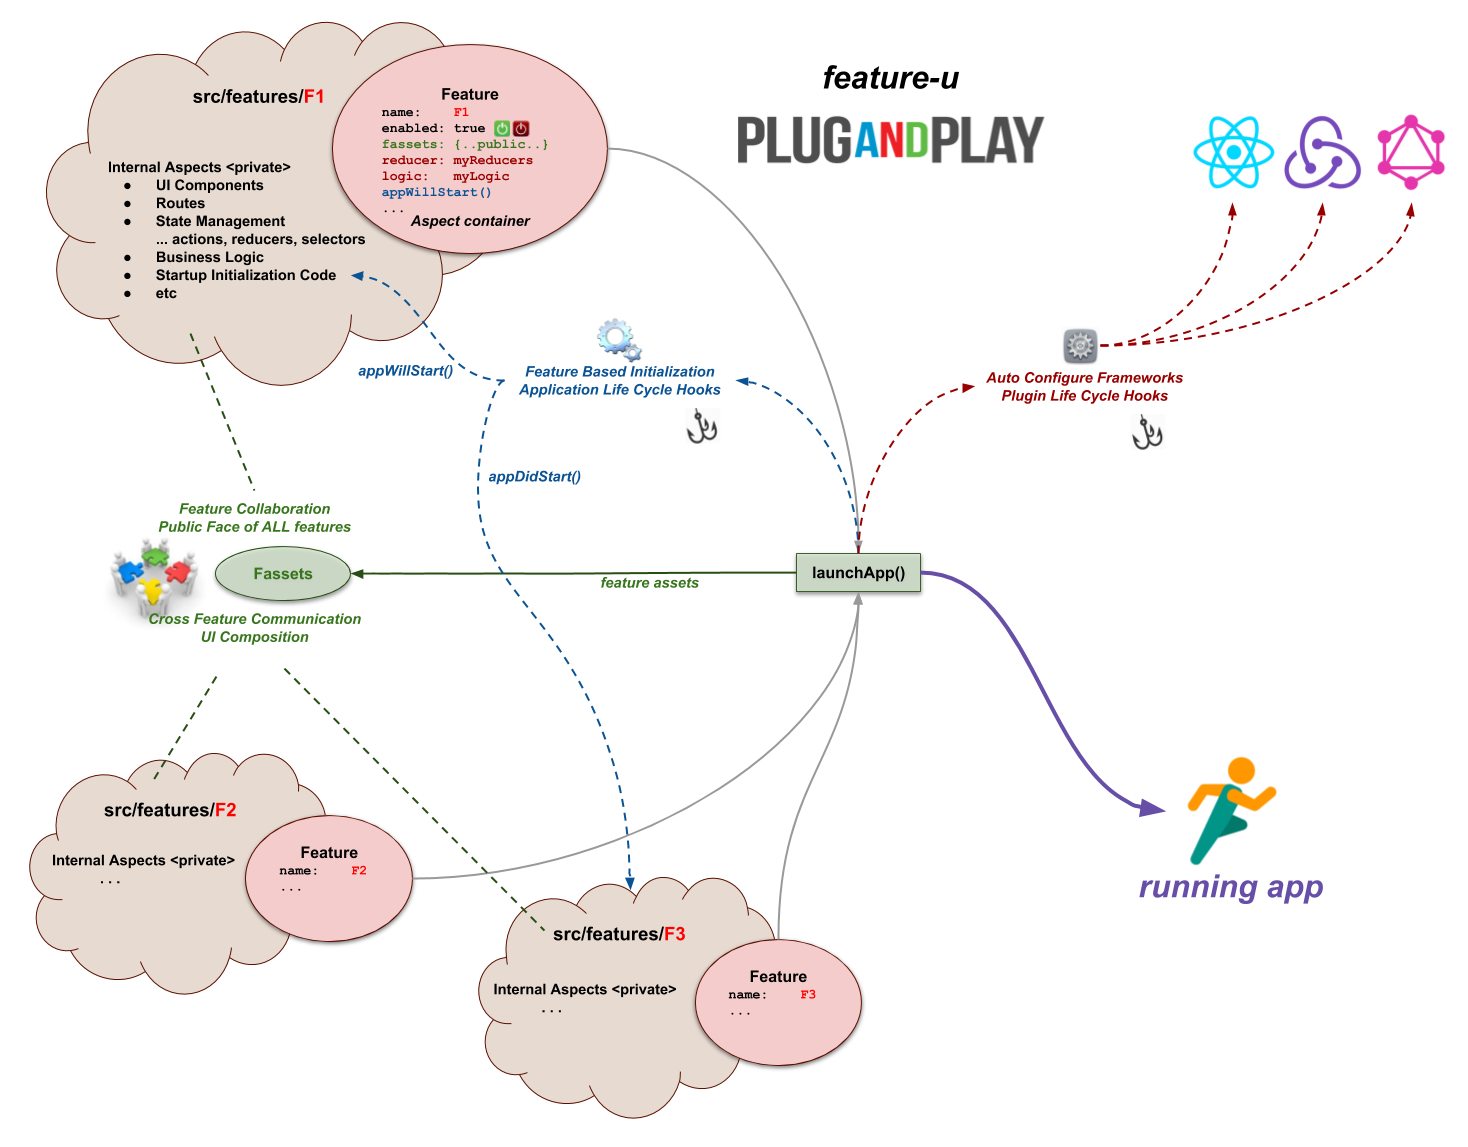 feature-u
PLUGANDPLAY
src/features/F1
Internal Aspects <private>
● UI Components
● Routes
● State Management
... actions, reducers, selectors
● Business Logic
● Startup Initialization Code
● etc
Feature
name: F1
enabled: true
fassets: {..public..}
reducer: myReducers
logic: myLogic
appWillStart()
...
Aspect container
appWillStart()
Feature Based Initialization
Application Life Cycle Hooks
Auto Configure Frameworks
Plugin Life Cycle Hooks
appDidStart()
Feature Collaboration
Public Face of ALL features
Fassets
feature assets
launchApp()
Cross Feature Communication
UI Composition
src/features/F2
Internal Aspects <private>
...
Feature
name: F2
...
src/features/F3
Internal Aspects <private>
...
Feature
name: F3
...
running app